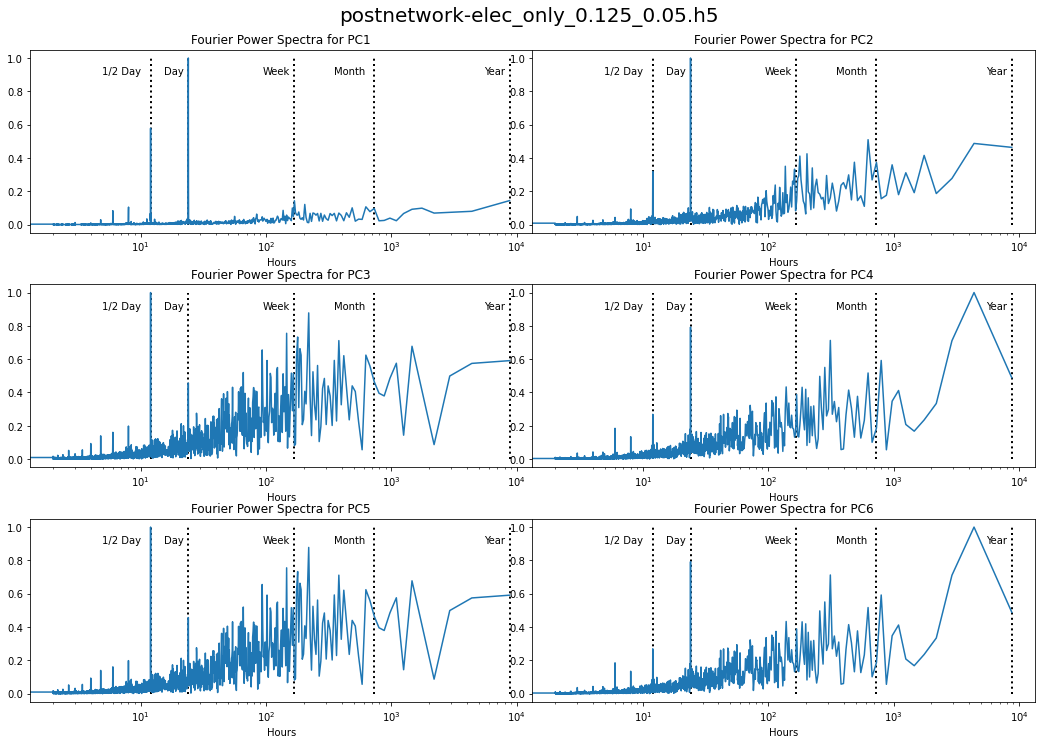 postnetwork-elec_only_0.125_0.05.h5
Fourier Power Spectra for PC1
1.0
0.8
0.6
0.4
0.2
0.0
1/2 Day Day Week Month Year
10¹ 10² 10³ 10⁴
Hours
Fourier Power Spectra for PC2
1.0
0.8
0.6
0.4
0.2
0.0
1/2 Day Day Week Month Year
10¹ 10² 10³ 10⁴
Hours
Fourier Power Spectra for PC3
1.0
0.8
0.6
0.4
0.2
0.0
1/2 Day Day Week Month Year
10¹ 10² 10³ 10⁴
Hours
Fourier Power Spectra for PC4
1.0
0.8
0.6
0.4
0.2
0.0
1/2 Day Day Week Month Year
10¹ 10² 10³ 10⁴
Hours
Fourier Power Spectra for PC5
1.0
0.8
0.6
0.4
0.2
0.0
1/2 Day Day Week Month Year
10¹ 10² 10³ 10⁴
Hours
Fourier Power Spectra for PC6
1.0
0.8
0.6
0.4
0.2
0.0
1/2 Day Day Week Month Year
10¹ 10² 10³ 10⁴
Hours